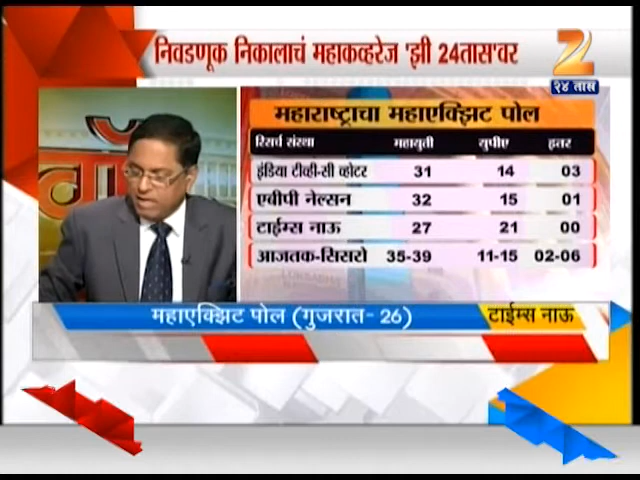 निवडणूक निकालाचं महाकव्हरेज 'झी 24तास'वर
२४ तास
महाराष्ट्राचा महाएक्झिट पोल
रिसर्च संस्था महायुती यूपीए इतर
इंडिया टीव्ही-सी व्होटर 31 14 03
एबीपी नेल्सन 32 15 01
टाईम्स नाऊ 27 21 00
आजतक-सिसरो 35-39 11-15 02-06
महाएक्झिट पोल (गुजरात- 26) टाईम्स नाऊ